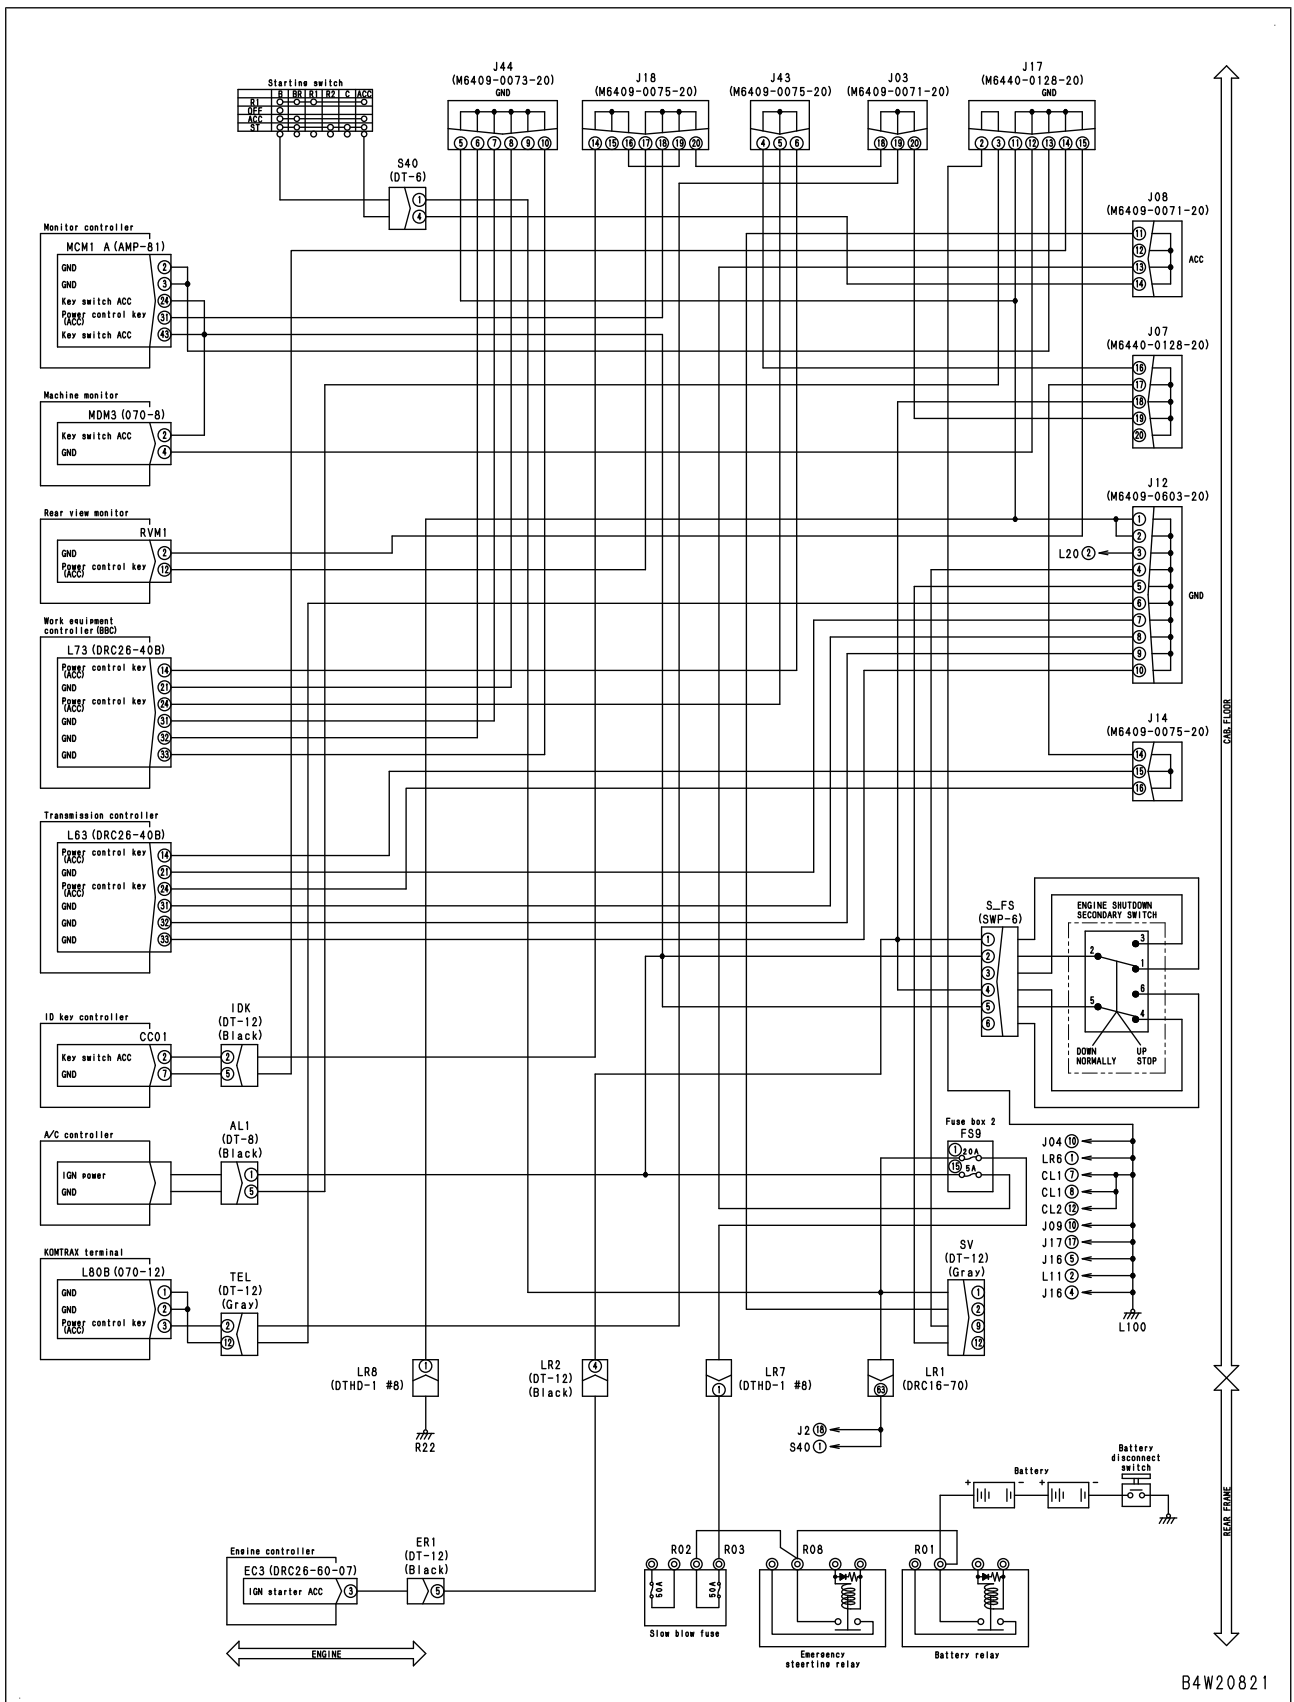 Starting switch
B BR R1 R2 C ACC
R1
OFF
ACC
ST
S40
(DT-6)
1
4
J44
(M6409-0073-20)
GND
5 6 7 8 9 10
J18
(M6409-0075-20)
14 15 16 17 18 19 20
J43
(M6409-0075-20)
4 5 6
J03
(M6409-0071-20)
18 19 20
J17
(M6440-0128-20)
GND
2 3 11 12 13 14 15
J08
(M6409-0071-20)
11
12
13
14
ACC
J07
(M6440-0128-20)
16
17
18
19
20
J12
(M6409-0603-20)
1
2
L20 2
3
4
5
6
7
8
9
10
GND
J14
(M6409-0075-20)
14
15
16
CAB, FLOOR
Monitor controller
MCM1 A (AMP-81)
GND 2
GND 3
Key switch ACC 24
Power control key
(ACC) 31
Key switch ACC 43
Machine monitor
MDM3 (070-8)
Key switch ACC 2
GND 4
Rear view monitor
RVM1
GND 2
Power control key
(ACC) 12
Work equipment
controller (BBC)
L73 (DRC26-40B)
Power control key
(ACC) 14
GND 21
Power control key
(ACC) 24
GND 31
GND 32
GND 33
Transmission controller
L63 (DRC26-40B)
Power control key
(ACC) 14
GND 21
Power control key
(ACC) 24
GND 31
GND 32
GND 33
S_FS
(SWP-6)
1
2
3
4
5
6
ENGINE SHUTDOWN
SECONDARY SWITCH
3
2
1
6
5
4
DOWN
NORMALLY
UP
STOP
ID key controller
CC01
Key switch ACC 2
GND 7
IDK
(DT-12)
(Black)
2
5
A/C controller
IGN power
GND
AL1
(DT-8)
(Black)
1
5
Fuse box 2
FS9
1 20A
15 5A
J04 10
LR6 1
CL1 7
CL1 8
CL2 12
J09 10
J17 17
J16 5
L11 2
J16 4
L100
KOMTRAX terminal
L80B (070-12)
GND 1
GND 2
Power control key
(ACC) 3
TEL
(DT-12)
(Gray)
2
12
SV
(DT-12)
(Gray)
1
2
9
12
LR8
(DTHD-1 #8)
1
R22
LR2
(DT-12)
(Black)
4
LR7
(DTHD-1 #8)
1
LR1
(DRC16-70)
63
J2 18
S40 1
Battery
+ - + -
Battery
disconnect
switch
REAR FRAME
Engine controller
EC3 (DRC26-60-07)
IGN starter ACC 3
ER1
(DT-12)
(Black)
5
ENGINE
R02 R03
50A 50A
Slow blow fuse
R08
Emergency
steerting relay
R01
Battery relay
B4W20821